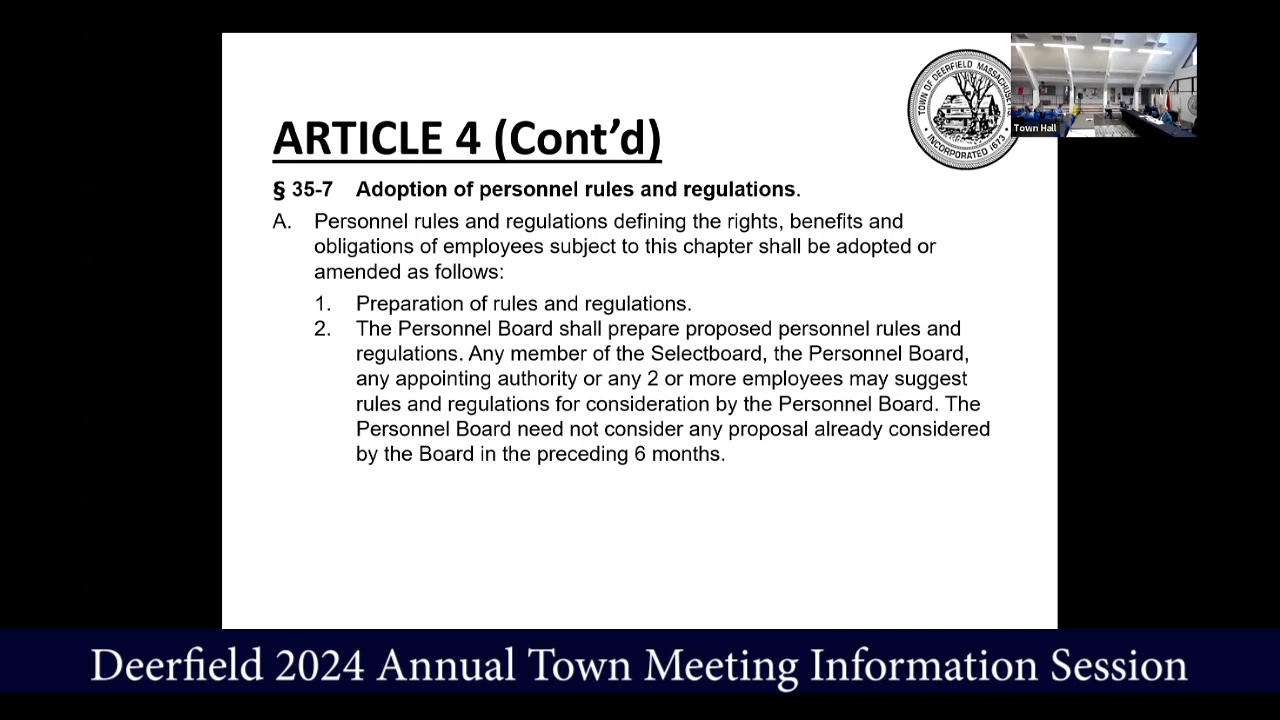 TOWN OF DEERFIELD MASSACHUSE
INCORPORATED 1673
Town Hall
ARTICLE 4 (Cont’d)
§ 35-7 Adoption of personnel rules and regulations.
A. Personnel rules and regulations defining the rights, benefits and
obligations of employees subject to this chapter shall be adopted or
amended as follows:
1. Preparation of rules and regulations.
2. The Personnel Board shall prepare proposed personnel rules and
regulations. Any member of the Selectboard, the Personnel Board,
any appointing authority or any 2 or more employees may suggest
rules and regulations for consideration by the Personnel Board. The
Personnel Board need not consider any proposal already considered
by the Board in the preceding 6 months.
Deerfield 2024 Annual Town Meeting Information Session